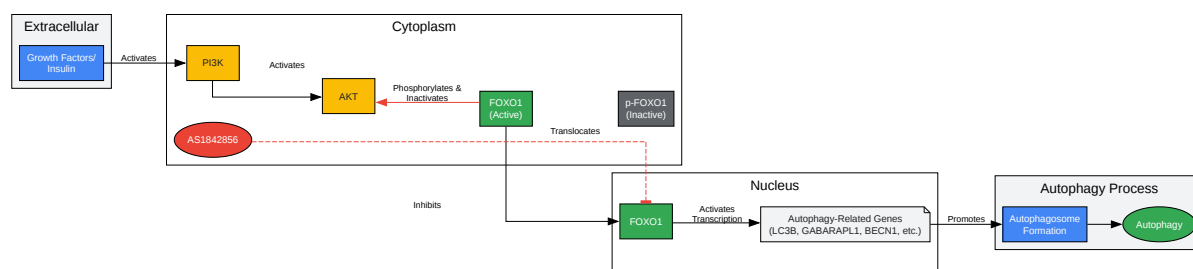 Extracellular
Growth Factors/
Insulin
Activates
Cytoplasm
PI3K
Activates
AKT
Phosphorylates &
Inactivates
FOXO1
(Active)
p-FOXO1
(Inactive)
AS1842856
Translocates
Inhibits
Nucleus
FOXO1
Activates
Transcription
Autophagy-Related Genes
(LC3B, GABARAPL1, BECN1, etc.)
Promotes
Autophagy Process
Autophagosome
Formation
Autophagy